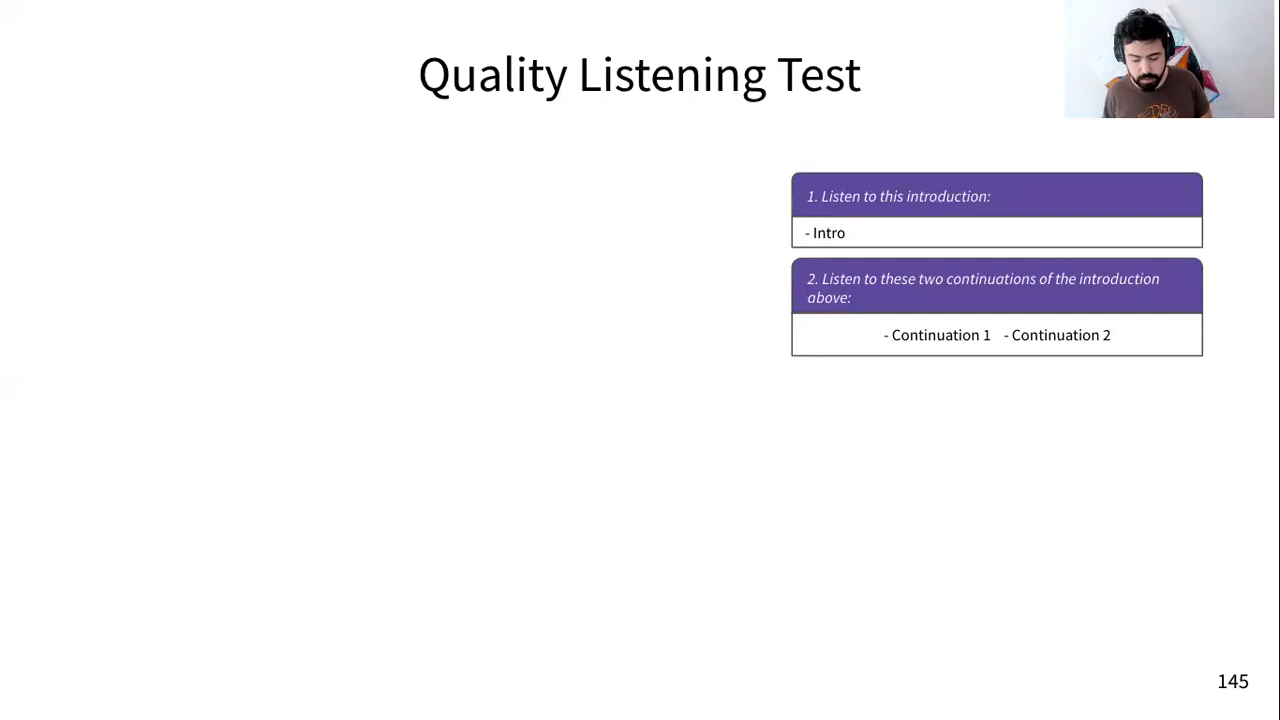 Quality Listening Test
1. Listen to this introduction:
- Intro
2. Listen to these two continuations of the introduction
above:
- Continuation 1 - Continuation 2
145